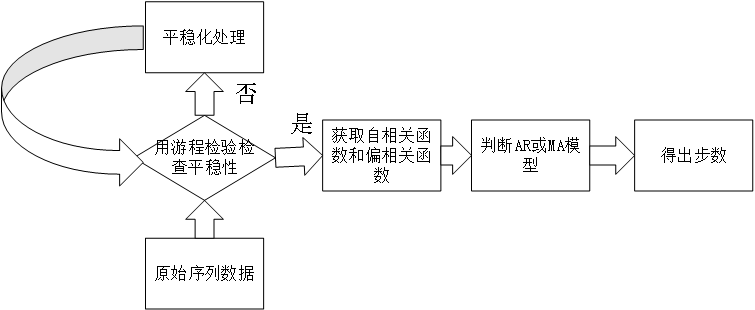 平稳化处理
否
用游程检验检
查平稳性
是
获取自相关函
数和偏相关函
数
判断AR或MA模
型
得出步数
原始序列数据